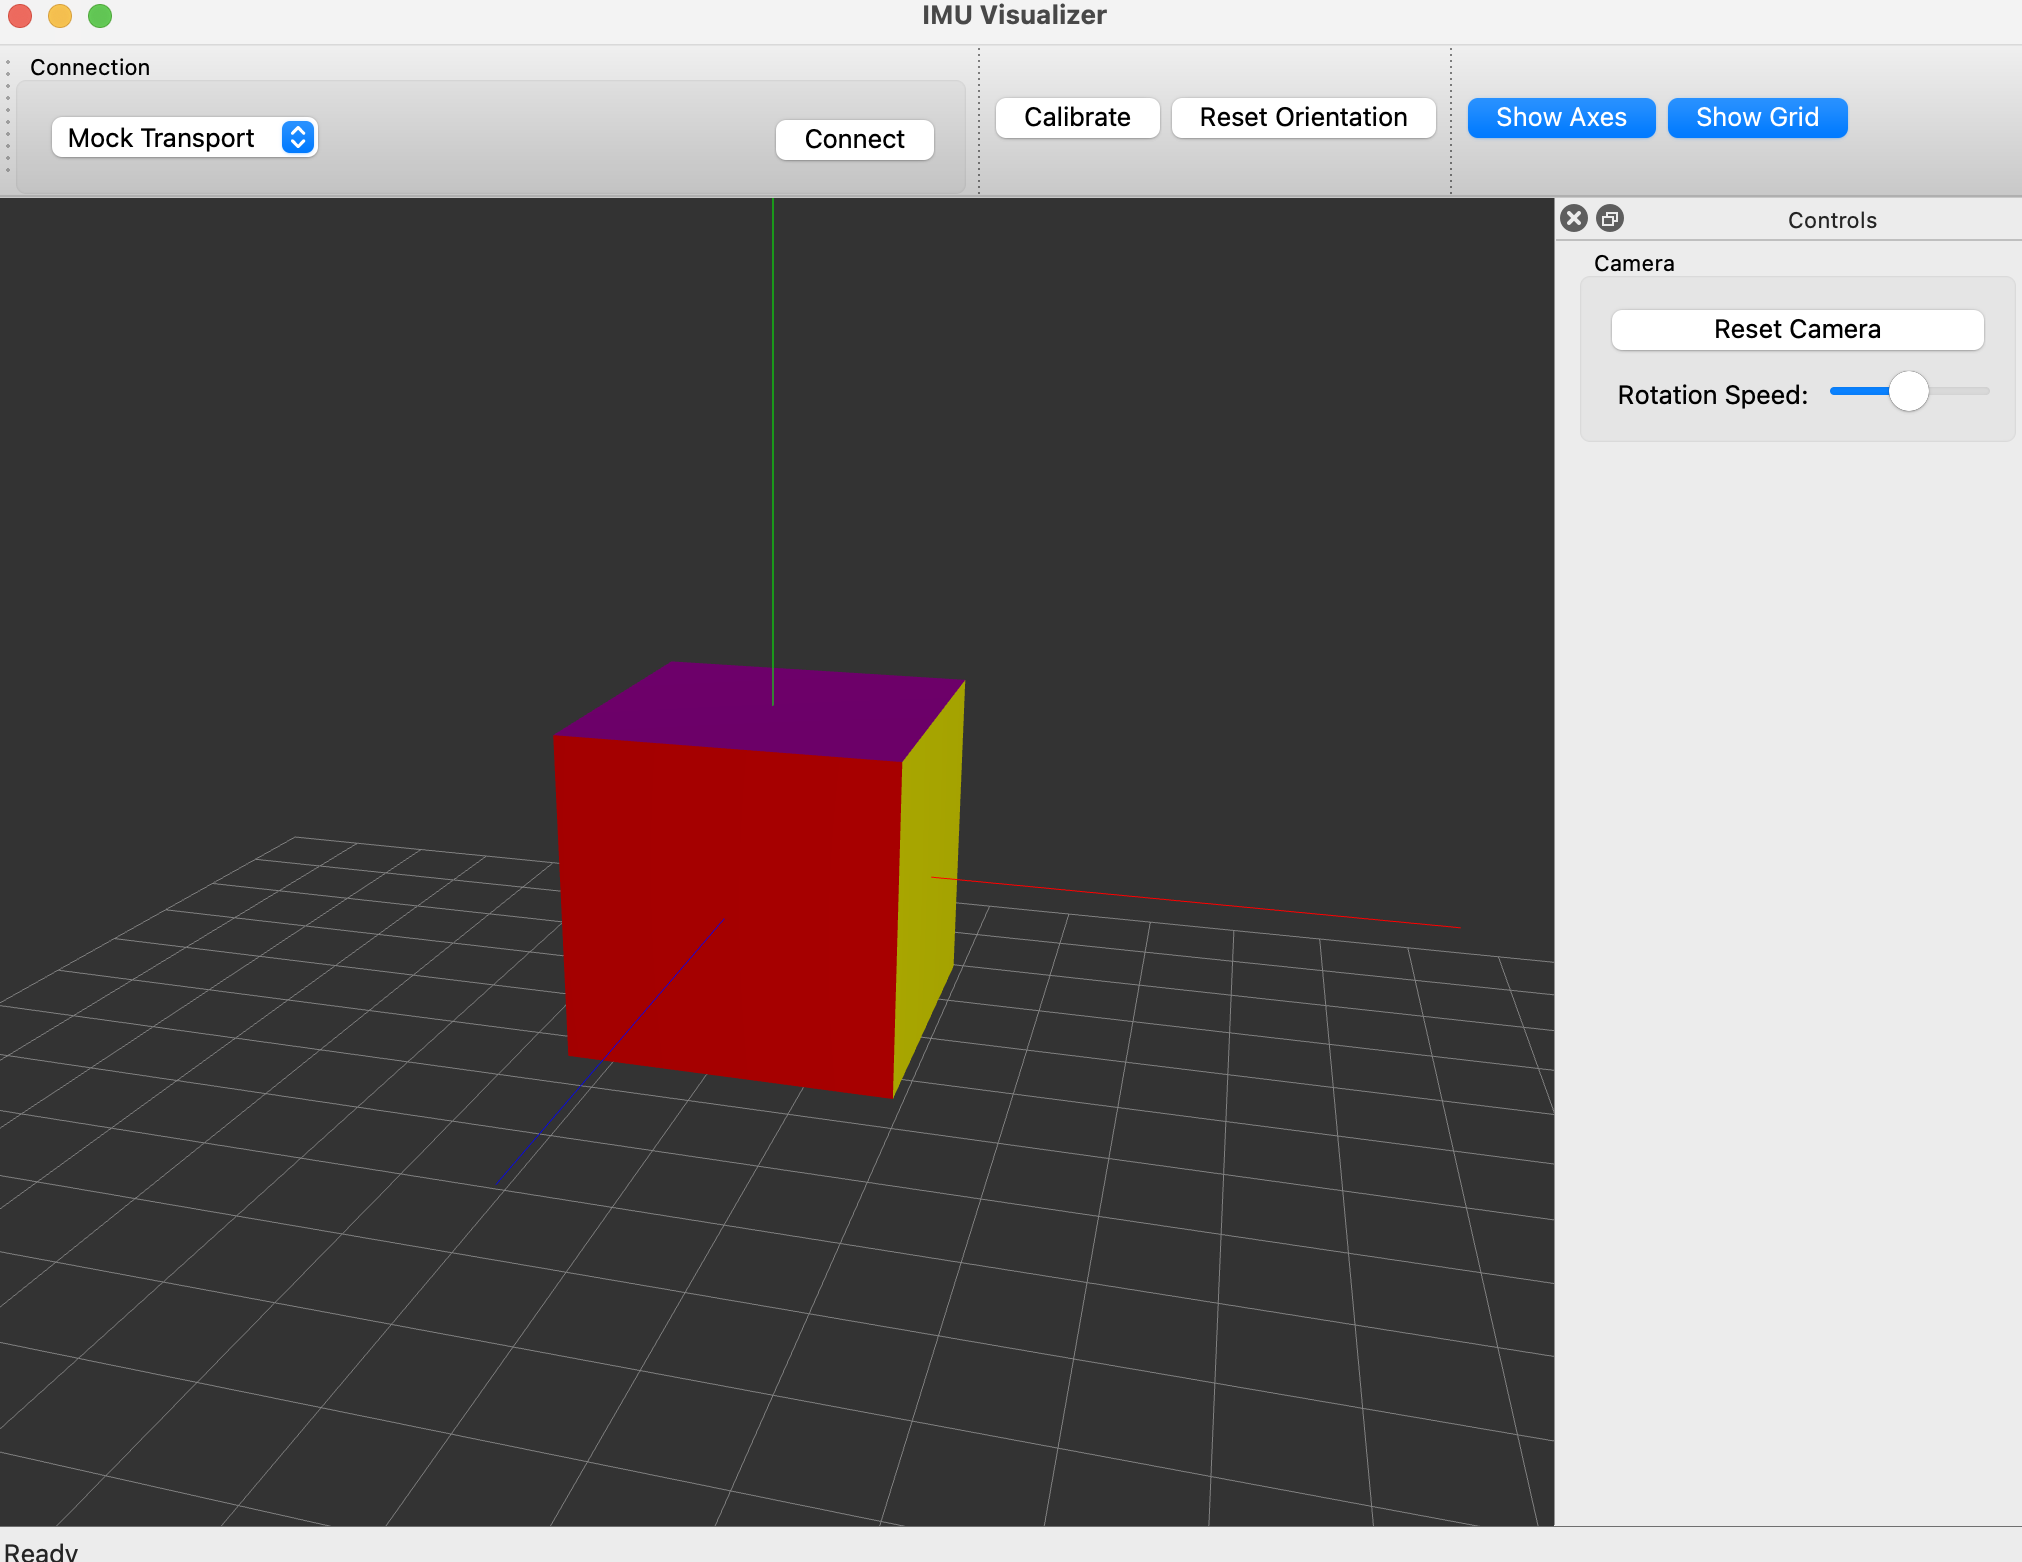 IMU Visualizer
Connection
Mock Transport
Connect
Calibrate
Reset Orientation
Show Axes
Show Grid
Controls
Camera
Reset Camera
Rotation Speed:
Ready